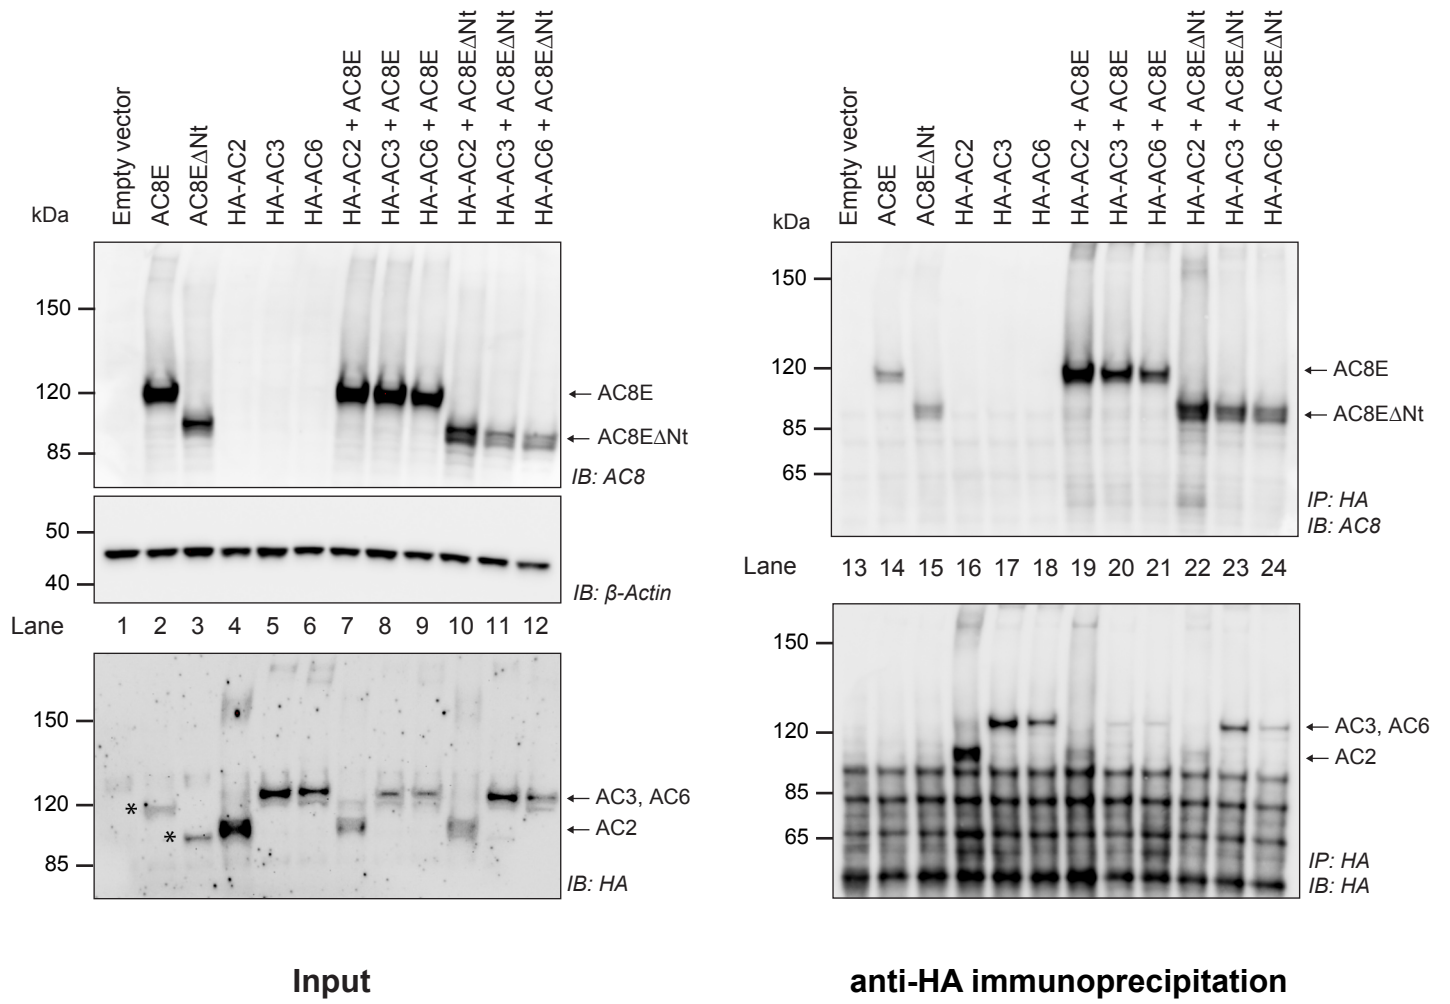 Empty vector
AC8E
AC8EΔNt
HA-AC2
HA-AC3
HA-AC6
HA-AC2 + AC8E
HA-AC3 + AC8E
HA-AC6 + AC8E
HA-AC2 + AC8EΔNt
HA-AC3 + AC8EΔNt
HA-AC6 + AC8EΔNt
kDa
150
120
85
← AC8E
← AC8EΔNt
IB: AC8
50
40
IB: β-Actin
Lane 1 2 3 4 5 6 7 8 9 10 11 12
150
120
85
*
*
← AC3, AC6
← AC2
IB: HA
Input
Empty vector
AC8E
AC8EΔNt
HA-AC2
HA-AC3
HA-AC6
HA-AC2 + AC8E
HA-AC3 + AC8E
HA-AC6 + AC8E
HA-AC2 + AC8EΔNt
HA-AC3 + AC8EΔNt
HA-AC6 + AC8EΔNt
kDa
150
120
85
65
← AC8E
← AC8EΔNt
IP: HA
IB: AC8
Lane 13 14 15 16 17 18 19 20 21 22 23 24
150
120
85
65
← AC3, AC6
← AC2
IP: HA
IB: HA
anti-HA immunoprecipitation